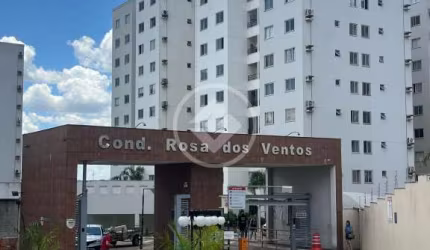 Cond. Rosa dos Ventos